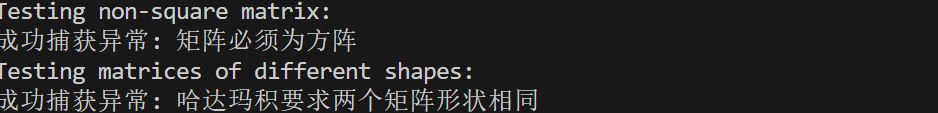 Testing non-square matrix:
成功捕获异常: 矩阵必须为方阵
Testing matrices of different shapes:
成功捕获异常: 哈达玛积要求两个矩阵形状相同